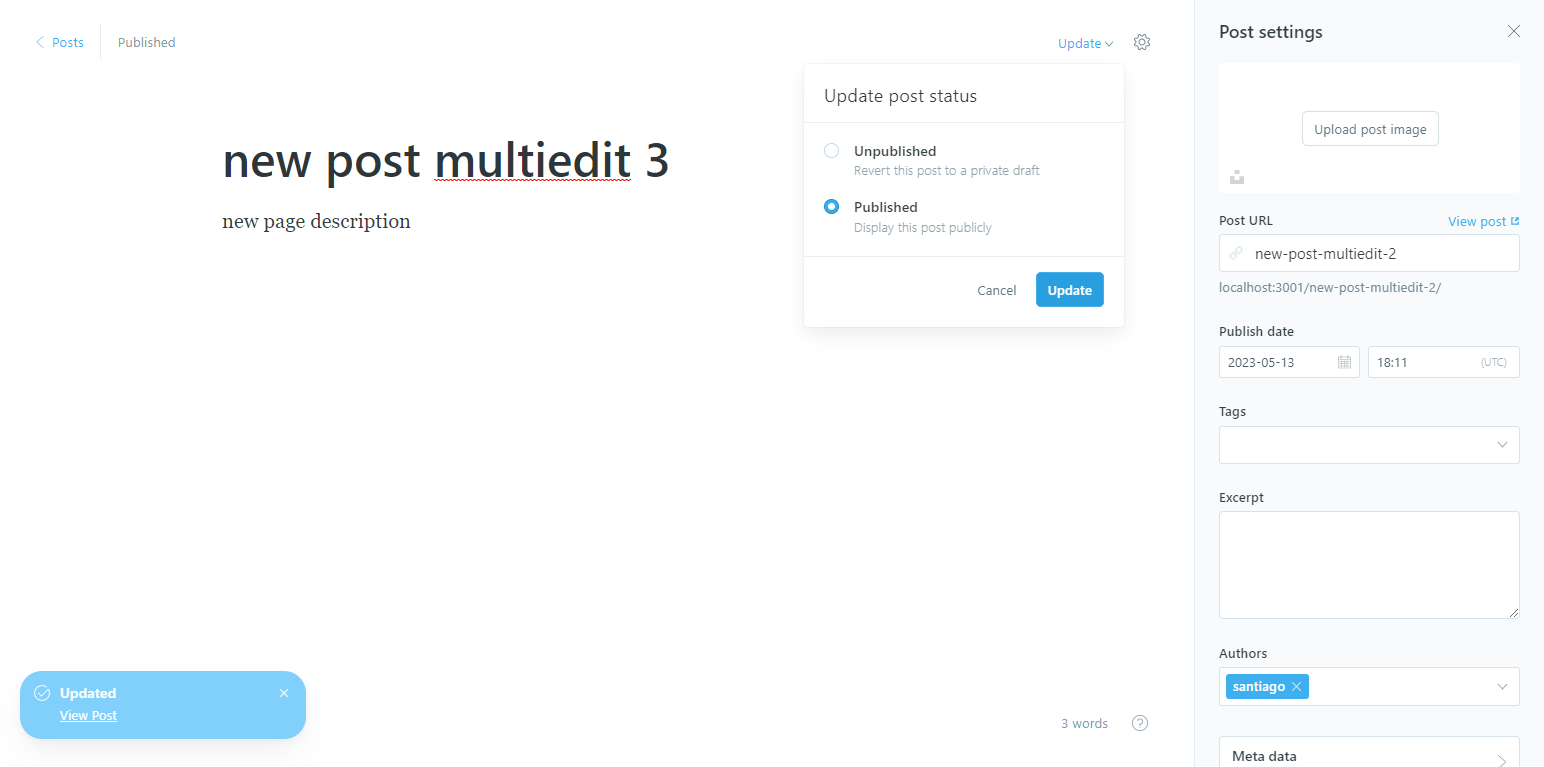 Posts
Published
Update
new post multiedit 3
new page description
Update post status
Unpublished
Revert this post to a private draft
Published
Display this post publicly
Cancel
Update
Updated
View Post
3 words
?
Post settings
Upload post image
Post URL
View post
new-post-multiedit-2
localhost:3001/new-post-multiedit-2/
Publish date
2023-05-13
18:11
(UTC)
Tags
Excerpt
Authors
santiago
Meta data